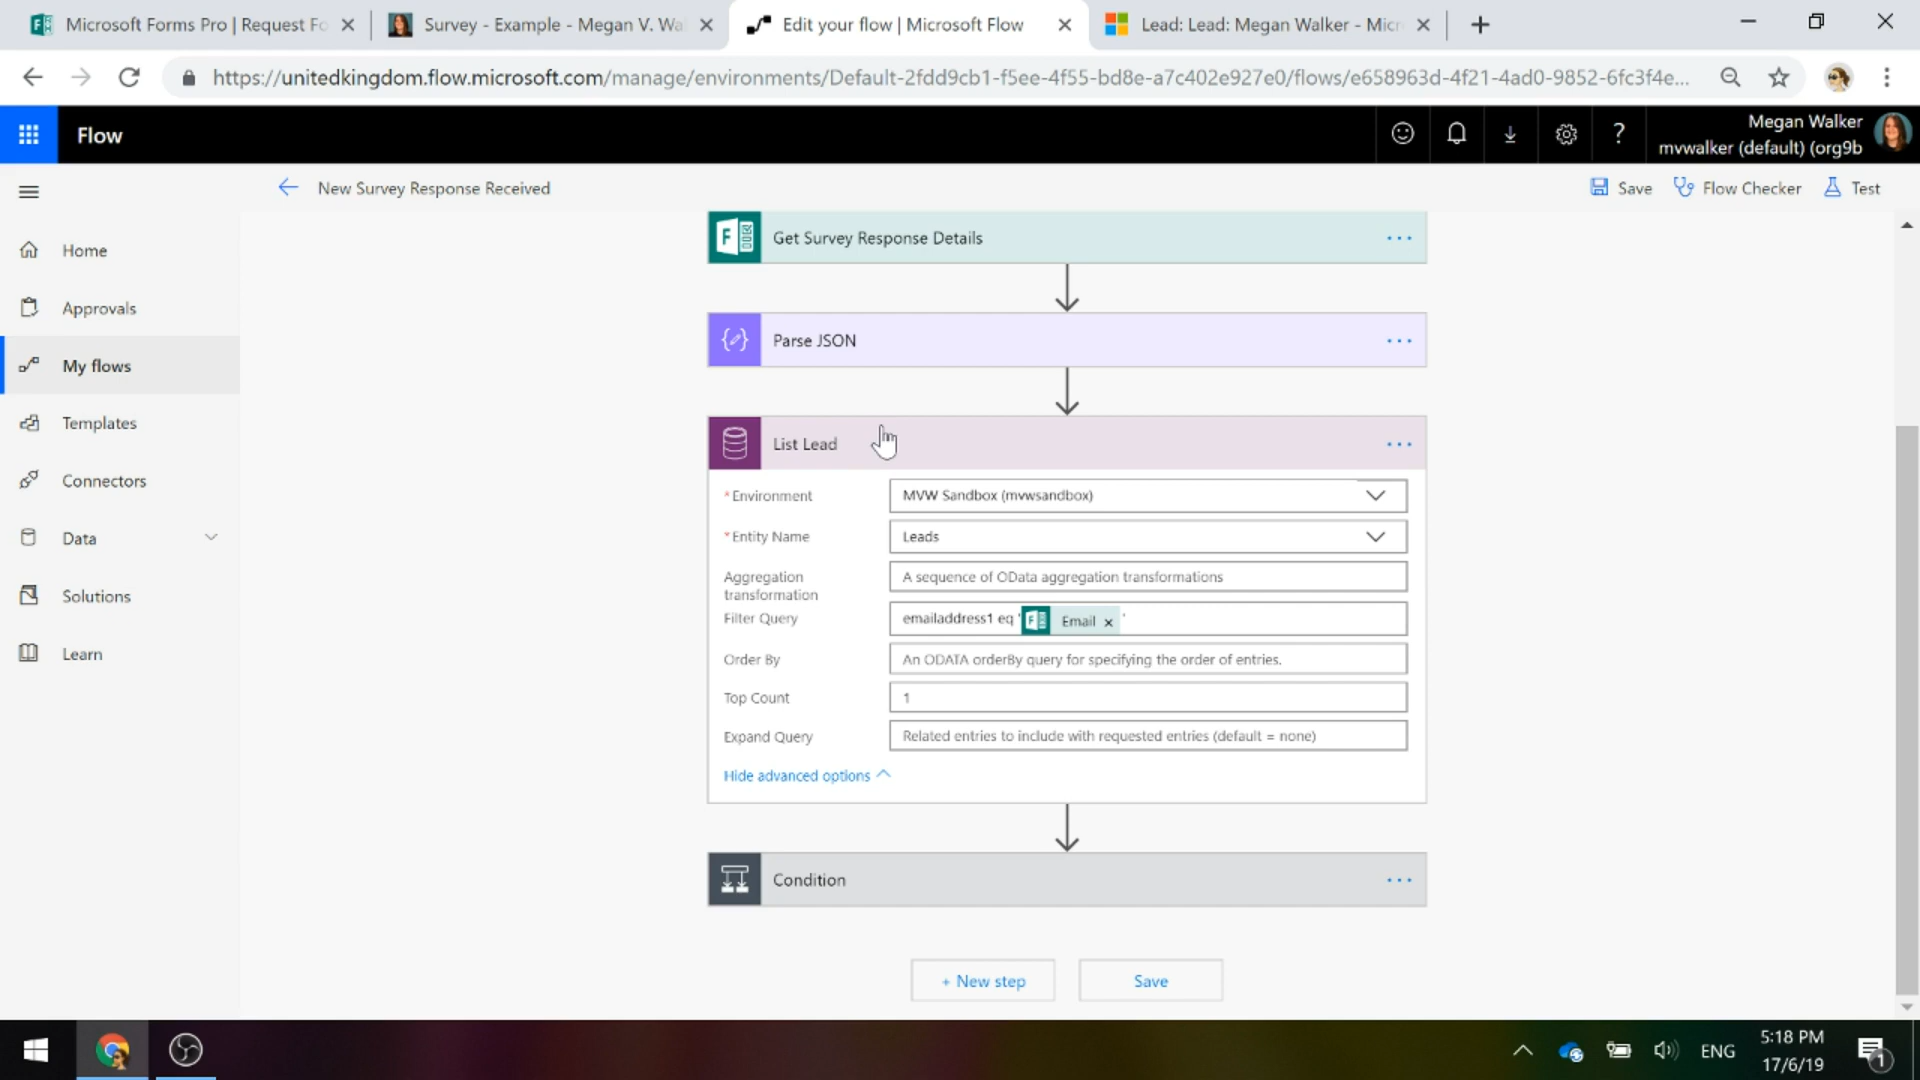 Microsoft Forms Pro | Request Fo
Survey - Example - Megan V. Wa
Edit your flow | Microsoft Flow
Lead: Lead: Megan Walker - Micr
https://unitedkingdom.flow.microsoft.com/manage/environments/Default-2fdd9cb1-f5ee-4f55-bd8e-a7c402e927e0/flows/e658963d-4f21-4ad0-9852-6fc3f4e...
Flow
Megan Walker
mvwalker (default) (org9b
New Survey Response Received
Save
Flow Checker
Test
Home
Approvals
My flows
Templates
Connectors
Data
Solutions
Learn
Get Survey Response Details
Parse JSON
List Lead
*Environment
MVW Sandbox (mvwsandbox)
*Entity Name
Leads
Aggregation
transformation
A sequence of OData aggregation transformations
Filter Query
emailaddress1 eq ' F Email × '
Order By
An ODATA orderBy query for specifying the order of entries.
Top Count
1
Expand Query
Related entries to include with requested entries (default = none)
Hide advanced options
Condition
+ New step
Save
ENG
5:18 PM
17/6/19
1